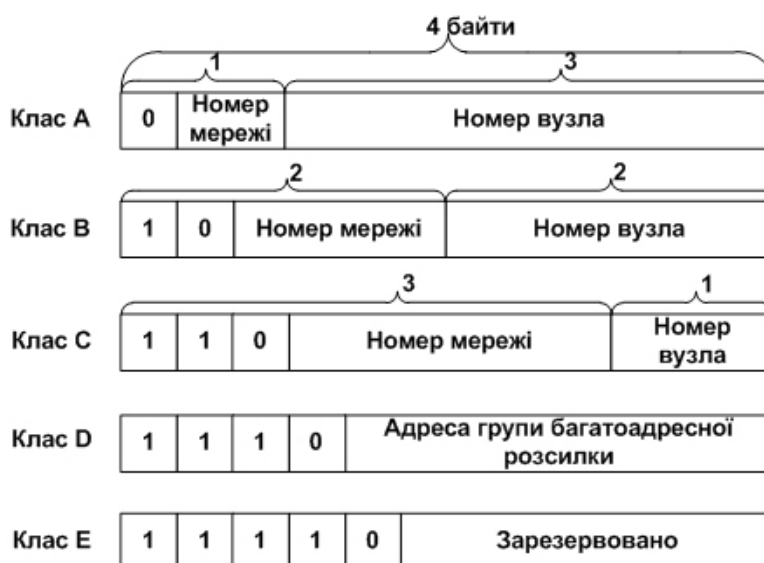 4 байти
1 3
Клас А 0 Номер мережі Номер вузла
2 2
Клас В 1 0 Номер мережі Номер вузла
3 1
Клас С 1 1 0 Номер мережі Номер вузла
Клас D 1 1 1 0 Адреса групи багатоадресної
розсилки
Клас Е 1 1 1 1 0 Зарезервовано